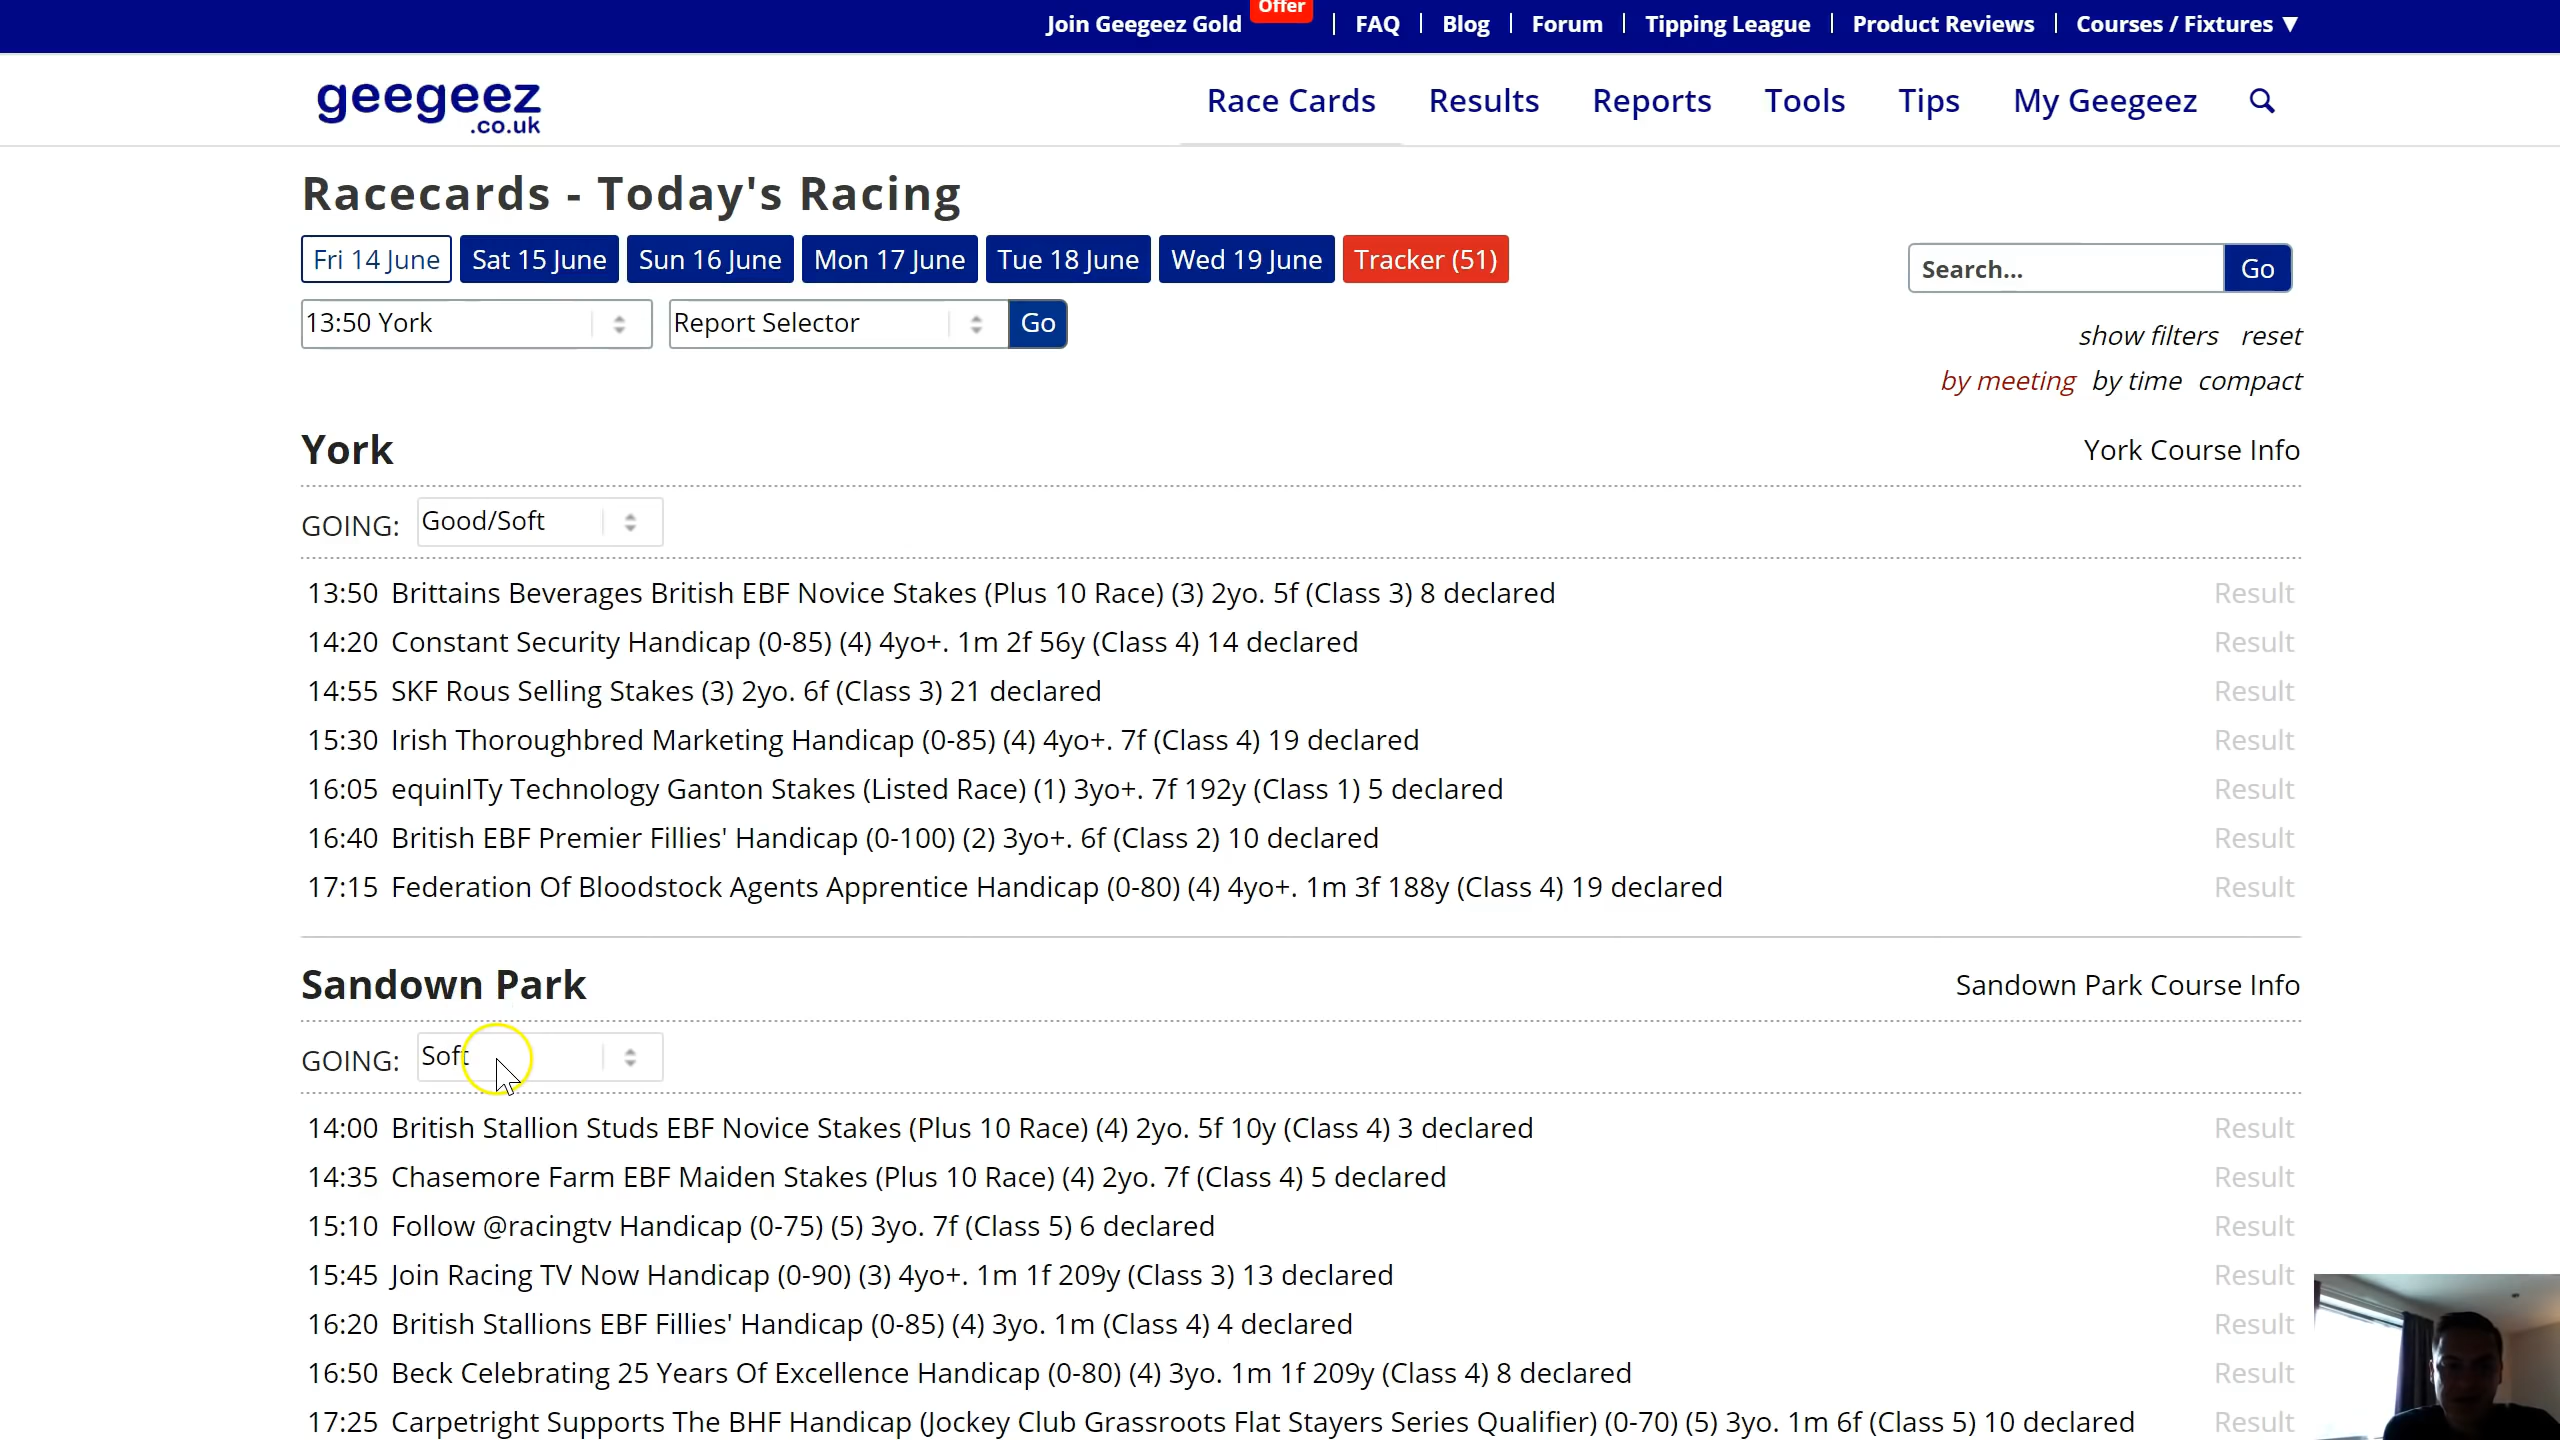 Offer
Join Geegeez Gold | FAQ | Blog | Forum | Tipping League | Product Reviews | Courses / Fixtures ▼
geegeez
.co.uk
Race Cards Results Reports Tools Tips My Geegeez
Racecards - Today's Racing
Fri 14 June Sat 15 June Sun 16 June Mon 17 June Tue 18 June Wed 19 June Tracker (51)
Search... Go
13:50 York Report Selector Go
show filters reset
by meeting by time compact
York York Course Info
GOING: Good/Soft
13:50 Brittains Beverages British EBF Novice Stakes (Plus 10 Race) (3) 2yo. 5f (Class 3) 8 declared Result
14:20 Constant Security Handicap (0-85) (4) 4yo+. 1m 2f 56y (Class 4) 14 declared Result
14:55 SKF Rous Selling Stakes (3) 2yo. 6f (Class 3) 21 declared Result
15:30 Irish Thoroughbred Marketing Handicap (0-85) (4) 4yo+. 7f (Class 4) 19 declared Result
16:05 equinITy Technology Ganton Stakes (Listed Race) (1) 3yo+. 7f 192y (Class 1) 5 declared Result
16:40 British EBF Premier Fillies' Handicap (0-100) (2) 3yo+. 6f (Class 2) 10 declared Result
17:15 Federation Of Bloodstock Agents Apprentice Handicap (0-80) (4) 4yo+. 1m 3f 188y (Class 4) 19 declared Result
Sandown Park Sandown Park Course Info
GOING: Soft
14:00 British Stallion Studs EBF Novice Stakes (Plus 10 Race) (4) 2yo. 5f 10y (Class 4) 3 declared Result
14:35 Chasemore Farm EBF Maiden Stakes (Plus 10 Race) (4) 2yo. 7f (Class 4) 5 declared Result
15:10 Follow @racingtv Handicap (0-75) (5) 3yo. 7f (Class 5) 6 declared Result
15:45 Join Racing TV Now Handicap (0-90) (3) 4yo+. 1m 1f 209y (Class 3) 13 declared Result
16:20 British Stallions EBF Fillies' Handicap (0-85) (4) 3yo. 1m (Class 4) 4 declared Result
16:50 Beck Celebrating 25 Years Of Excellence Handicap (0-80) (4) 3yo. 1m 1f 209y (Class 4) 8 declared Result
17:25 Carpetright Supports The BHF Handicap (Jockey Club Grassroots Flat Stayers Series Qualifier) (0-70) (5) 3yo. 1m 6f (Class 5) 10 declared Result